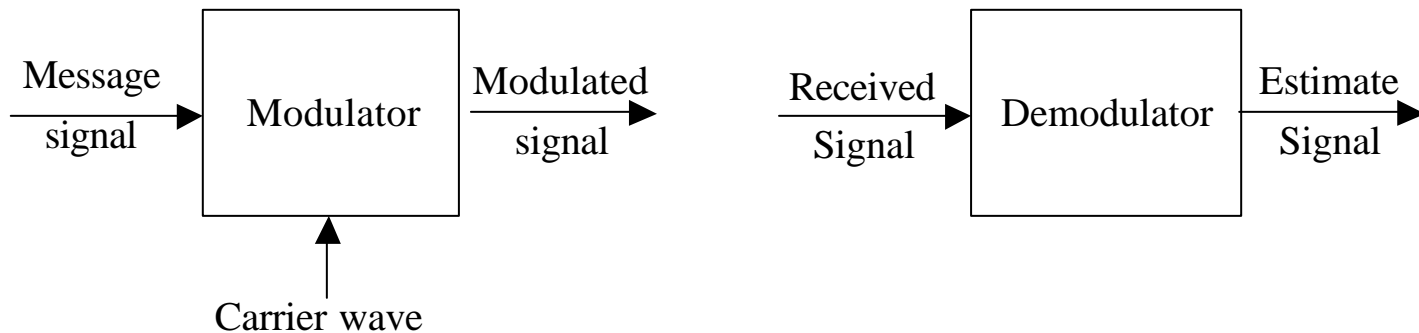 Message
signal
Modulator
Modulated
signal
Carrier wave
Received
Signal
Demodulator
Estimate
Signal